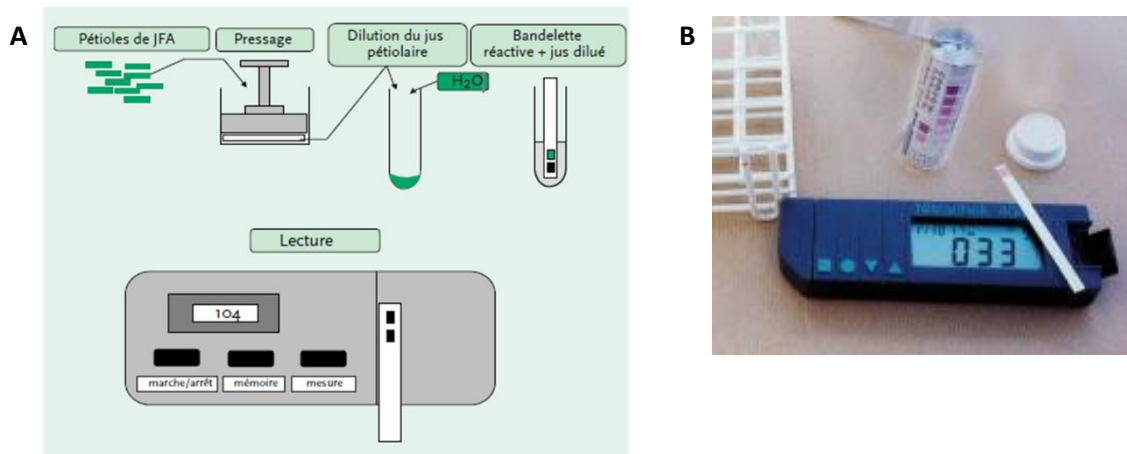 A
Pétioles de JFA
Pressage
Dilution du jus
pétiolaire
Bandelette
réactive + jus dilué
H₂O
Lecture
104
marche/arrêt
mémoire
mesure
B
033